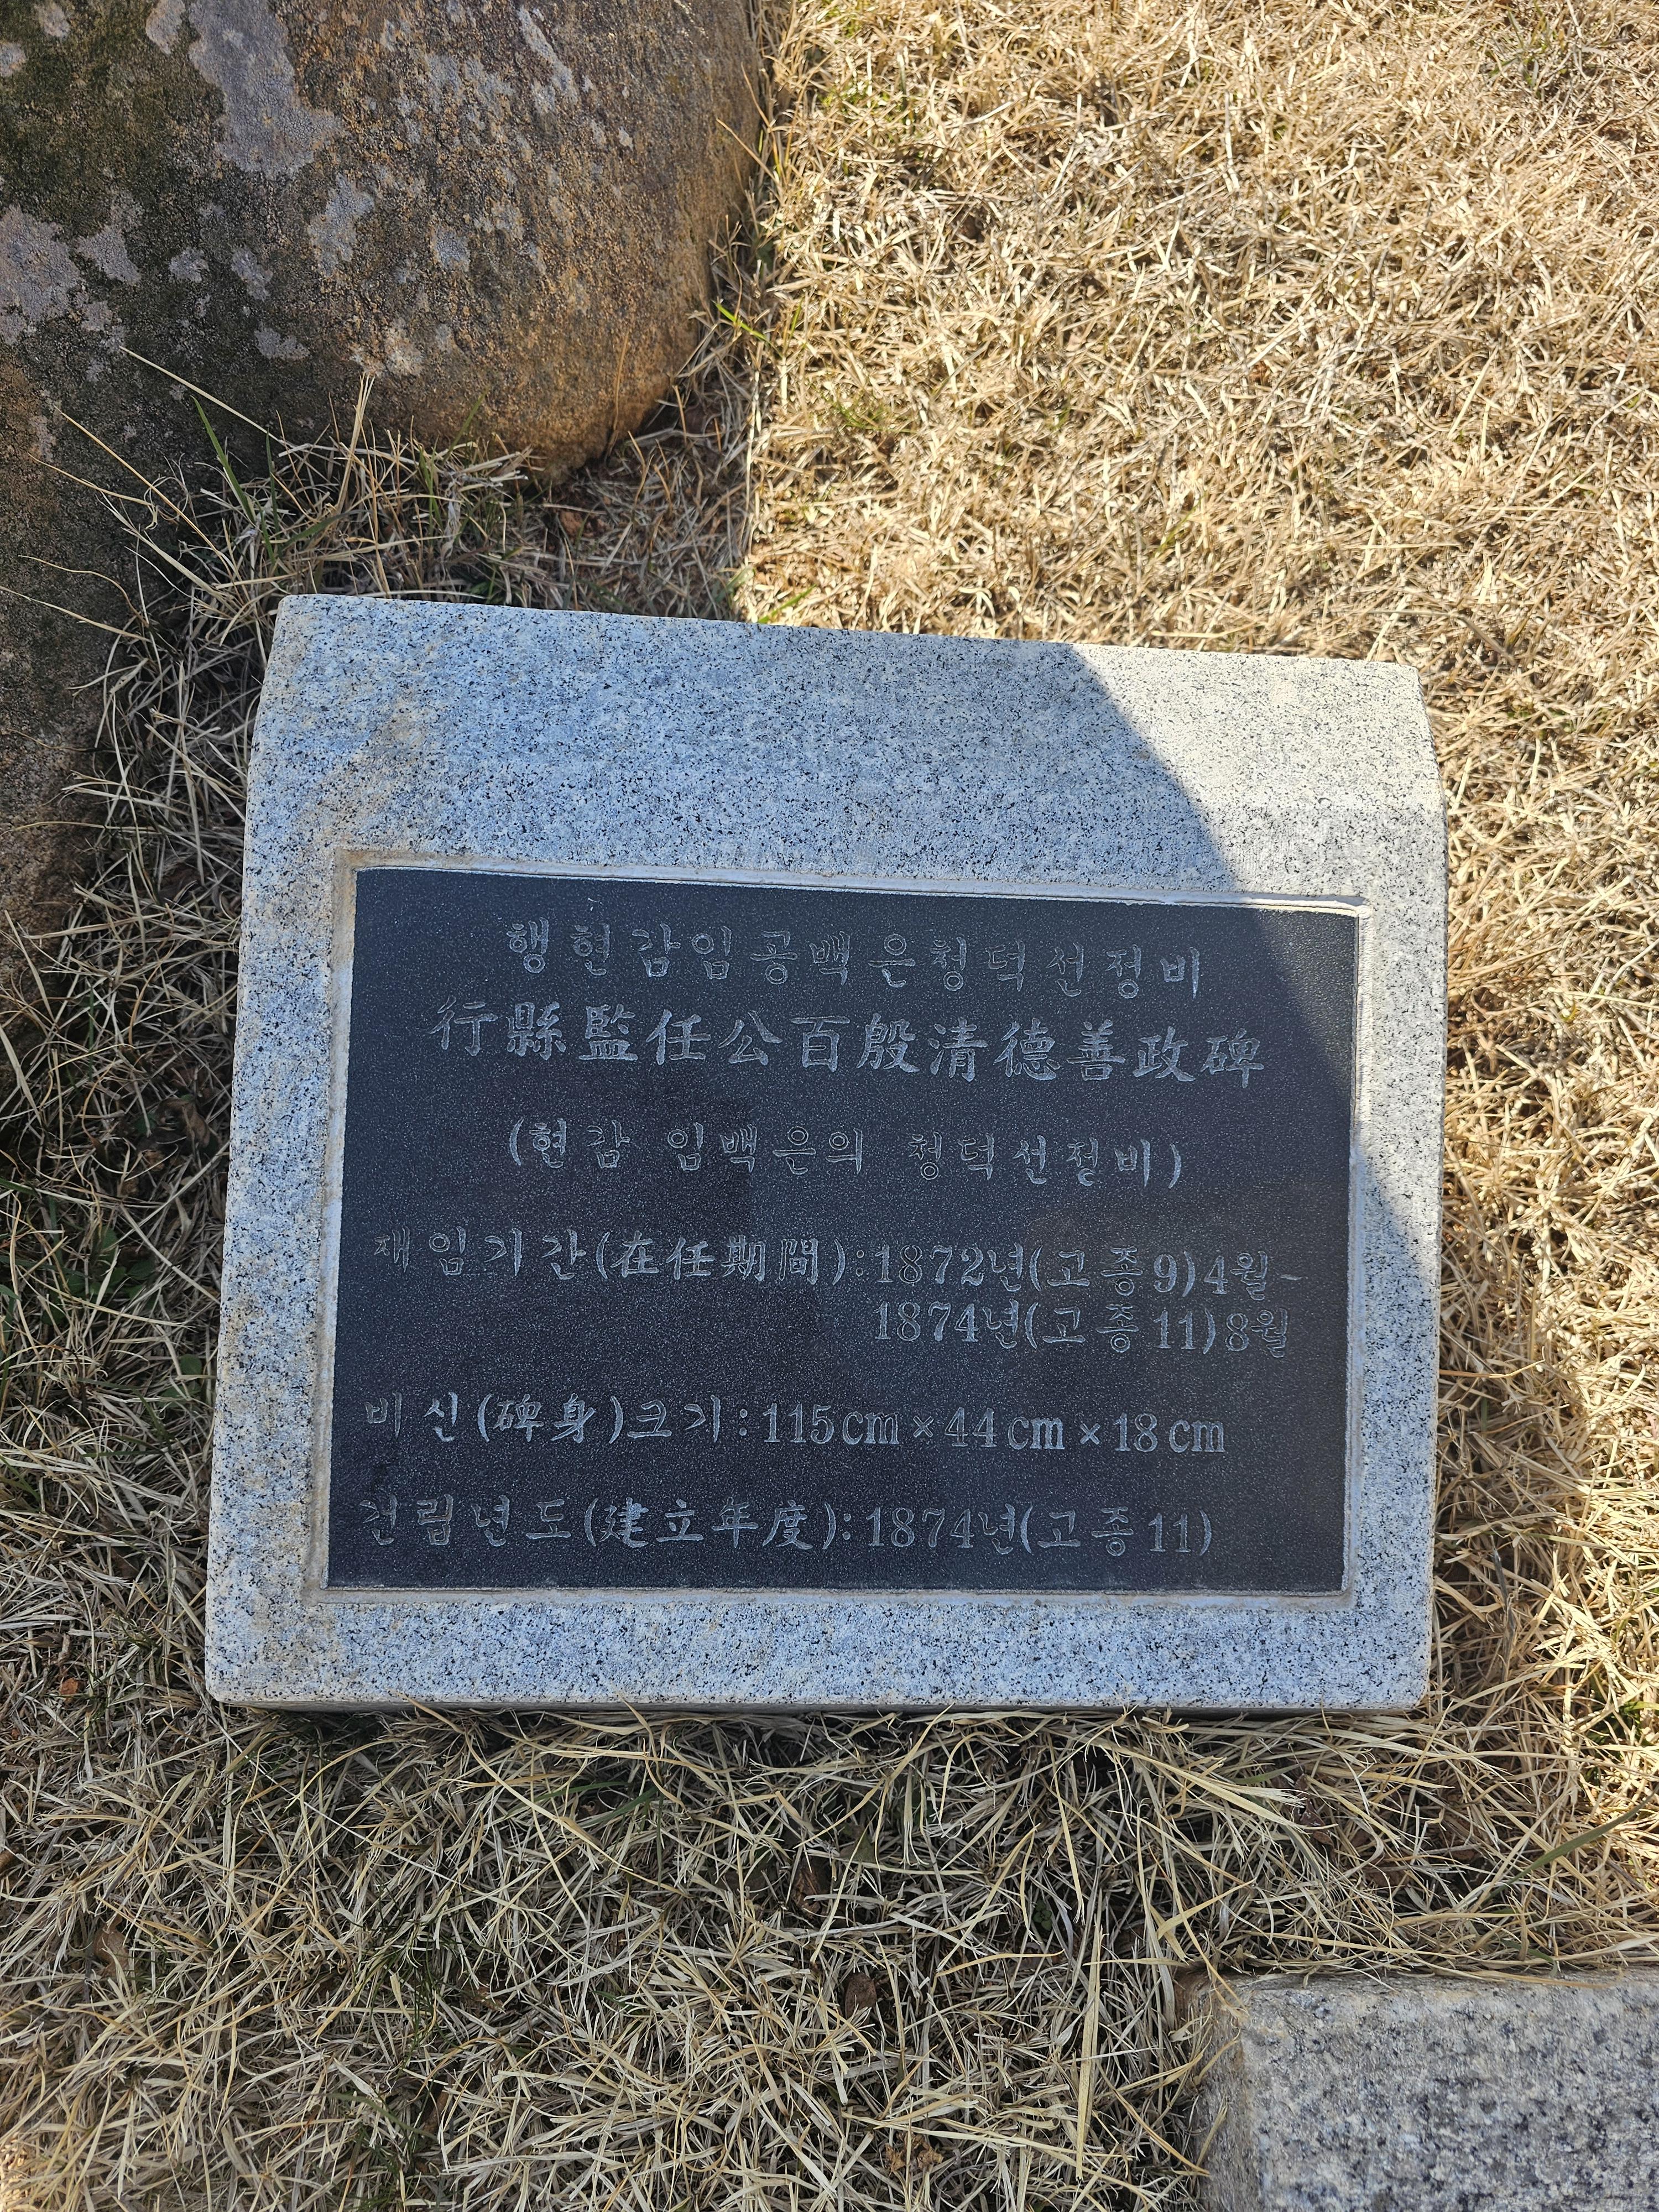 행현감임공백은청덕선정비
行縣監任公百殷清德善政碑
(현감 임백은의 청덕선정비)
재임기간(在任期間):1872년(고종9)4월~
1874년(고종11)8월
비신(碑身)크기:115cm×44cm×18cm
건립년도(建立年度):1874년(고종11)